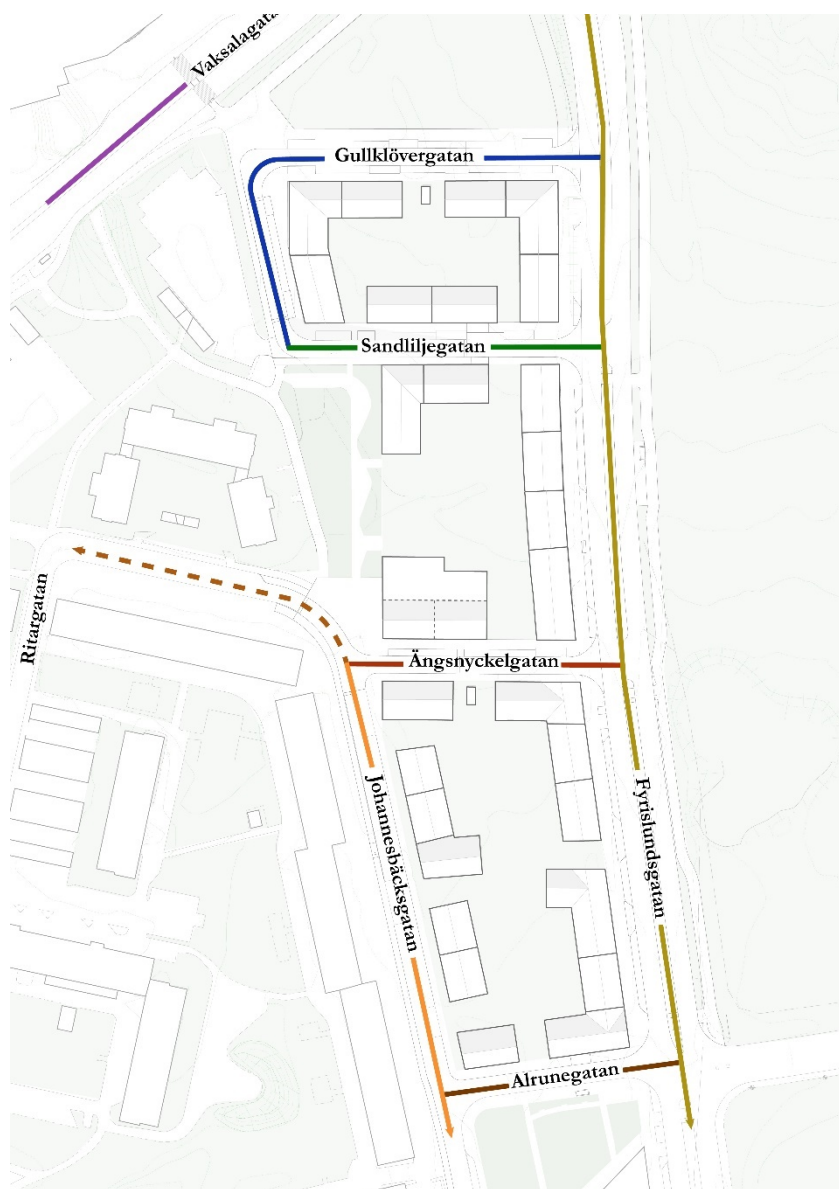 Vaksalagatan
Gullklövergatan
Sandliljegatan
Ritargatan
Ängsnyckelgatan
Johannesbäcksgatan
Fyrislundsgatan
Alrunegatan